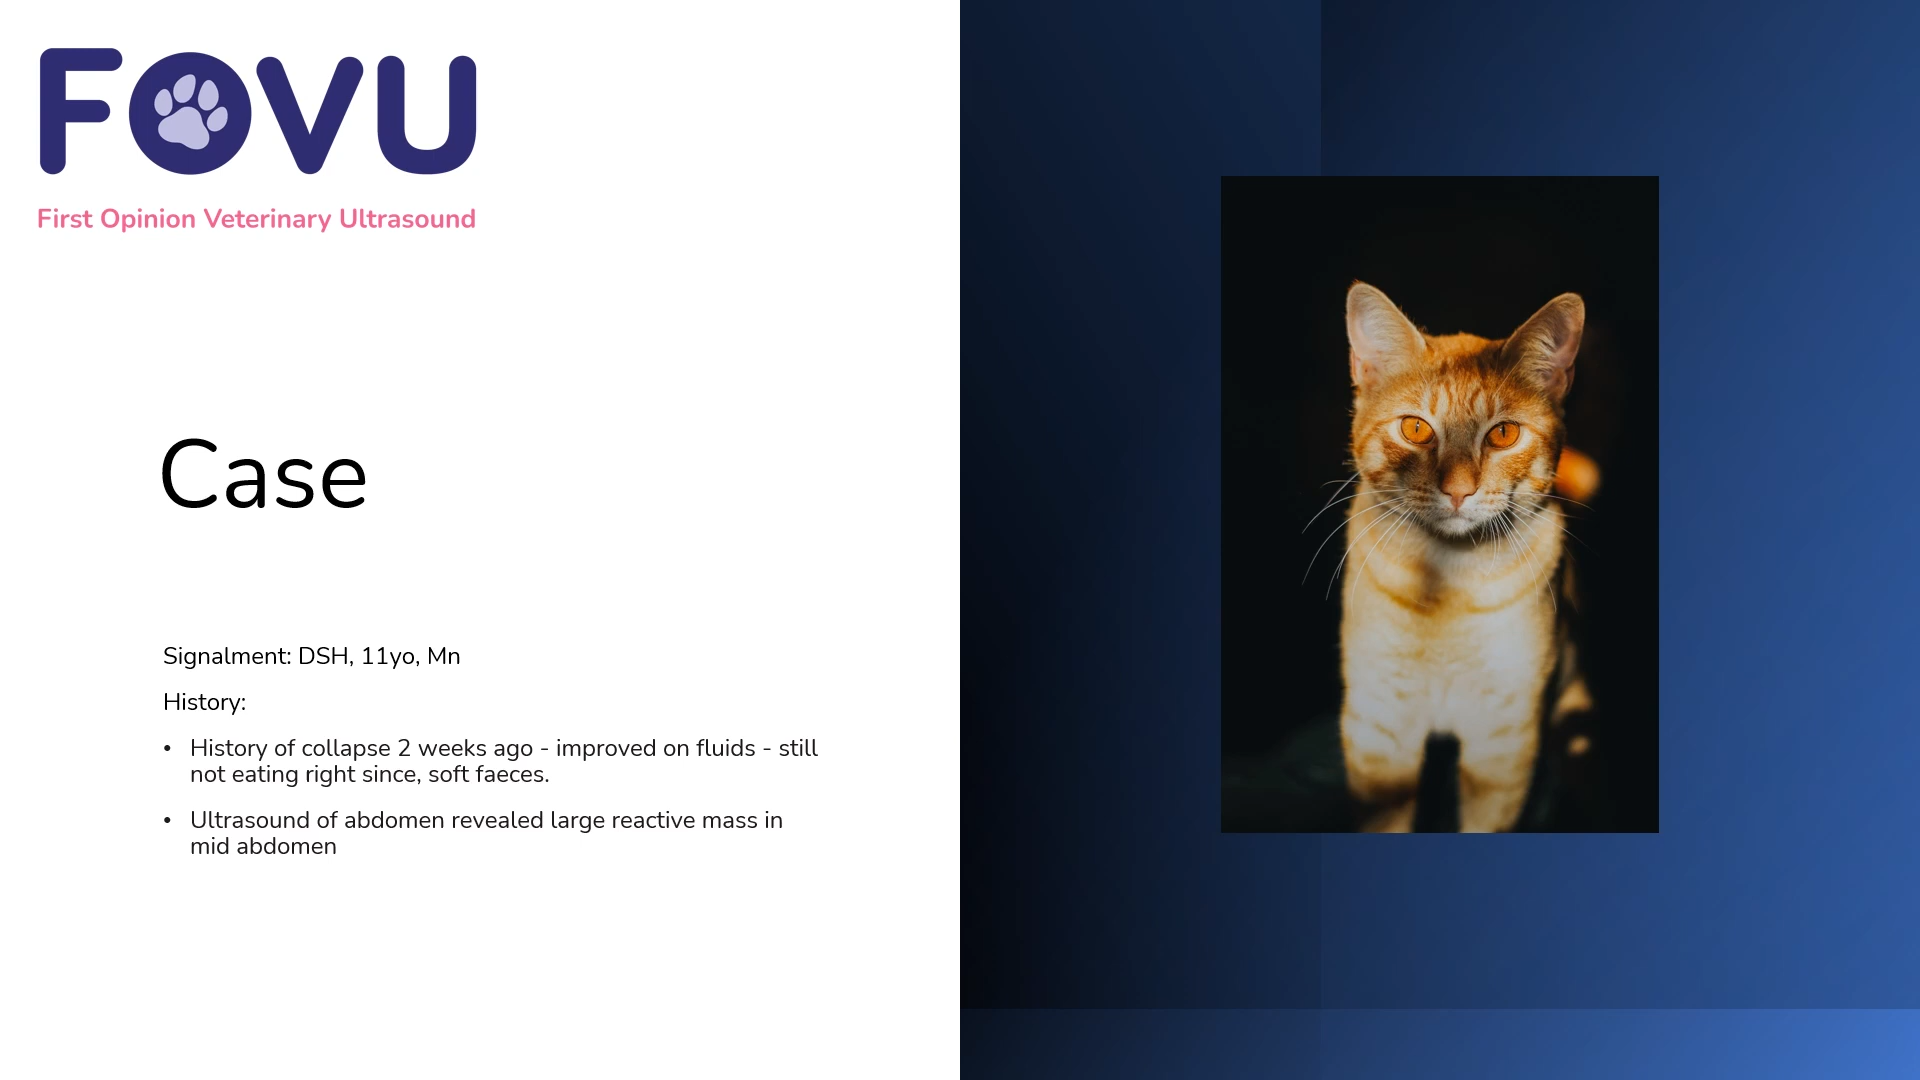 FOVU
First Opinion Veterinary Ultrasound
Case
Signalment: DSH, 11yo, Mn
History:
• History of collapse 2 weeks ago - improved on fluids - still
not eating right since, soft faeces.
• Ultrasound of abdomen revealed large reactive mass in
mid abdomen